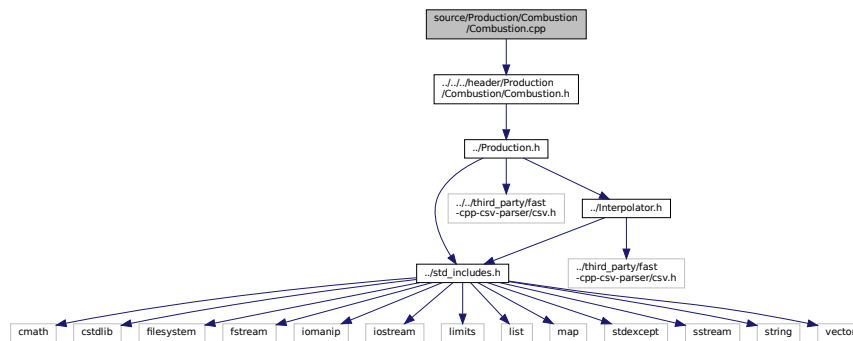 source/Production/Combustion
/Combustion.cpp
../../../header/Production
/Combustion/Combustion.h
../Production.h
../../third_party/fast
-cpp-csv-parser/csv.h
../Interpolator.h
../std_includes.h
../third_party/fast
-cpp-csv-parser/csv.h
cmath
cstdlib
filesystem
fstream
iomanip
iostream
limits
list
map
stdexcept
sstream
string
vector